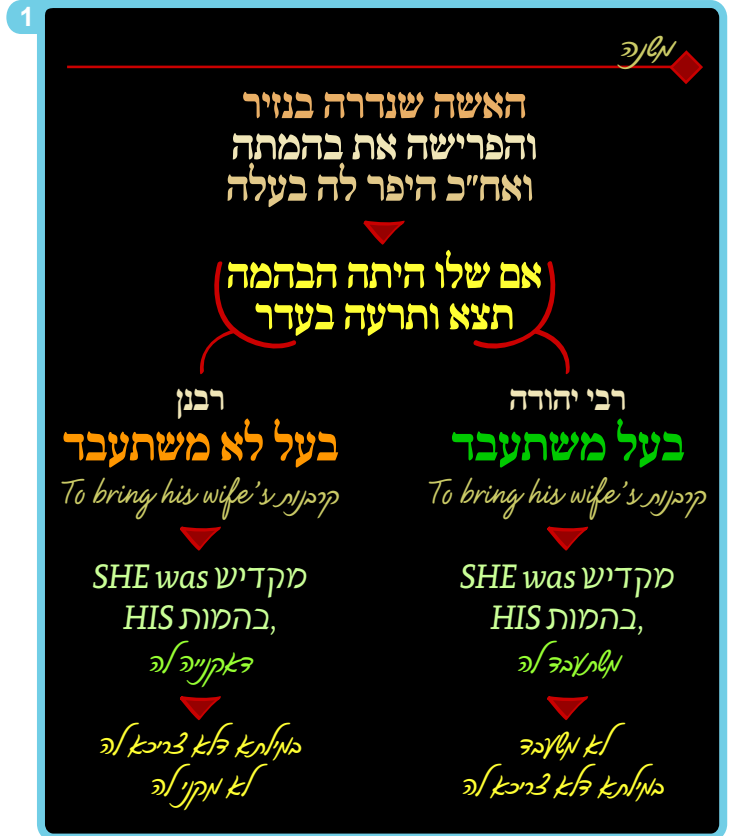 1
משנה
האשה שנדרה בנזיר
והפרישה את בהמתה
ואח"כ היפר לה בעלה
אם שלו היתה הבהמה
תצא ותרעה בעדר
רבי יהודה
בעל משתעבד
To bring his wife's קרבנות
מקדיש SHE was
בהמות HIS,
משתעבד לה
לא משעבד
במילתא דלא צריכא לה
רבנן
בעל לא משתעבד
To bring his wife's קרבנות
מקדיש SHE was
בהמות HIS,
דאקנייה לה
במילתא דלא צריכא לה
לא מקני לה